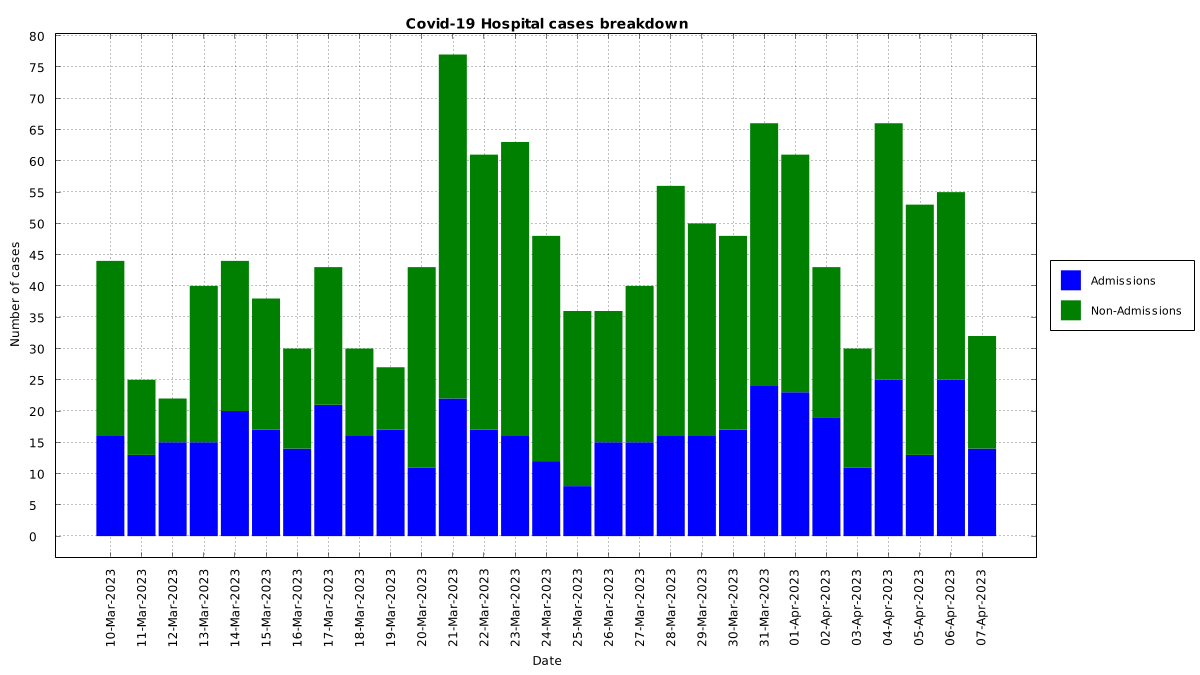 Covid-19 Hospital cases breakdown
80
75
70
65
60
55
50
45
40
35
30
25
20
15
10
5
0
Number of cases
10-Mar-2023
11-Mar-2023
12-Mar-2023
13-Mar-2023
14-Mar-2023
15-Mar-2023
16-Mar-2023
17-Mar-2023
18-Mar-2023
19-Mar-2023
20-Mar-2023
21-Mar-2023
22-Mar-2023
23-Mar-2023
24-Mar-2023
25-Mar-2023
26-Mar-2023
27-Mar-2023
28-Mar-2023
29-Mar-2023
30-Mar-2023
31-Mar-2023
01-Apr-2023
02-Apr-2023
03-Apr-2023
04-Apr-2023
05-Apr-2023
06-Apr-2023
07-Apr-2023
Date
Admissions
Non-Admissions